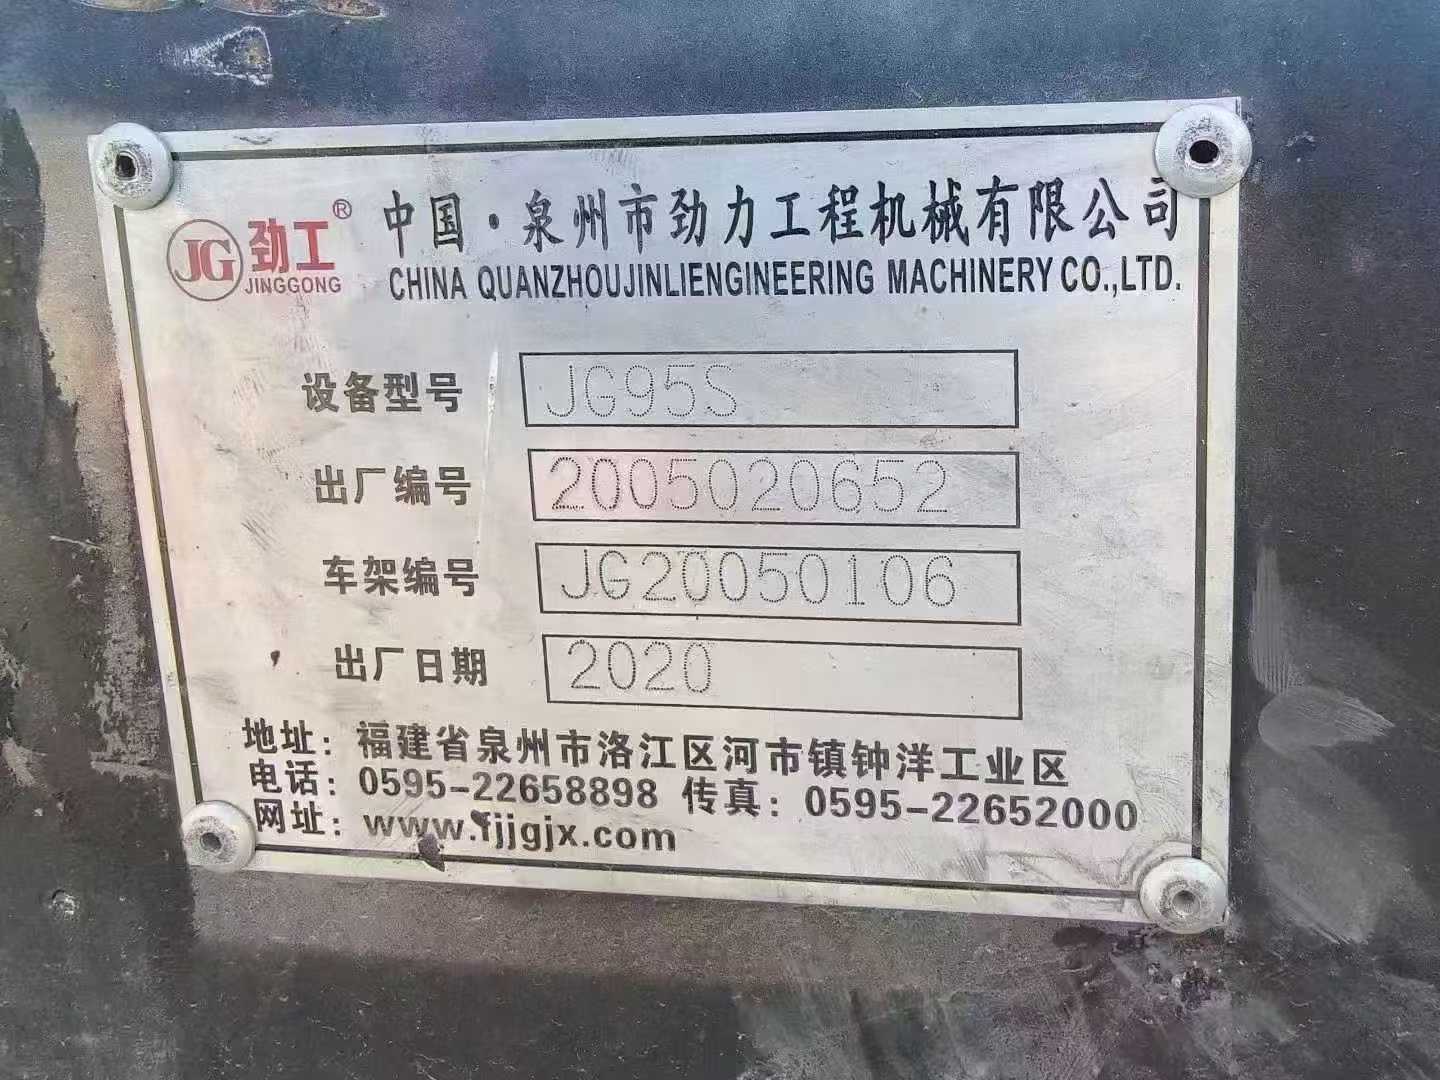 JG 劲工® 中国·泉州市劲力工程机械有限公司
JINGGONG CHINA QUANZHOUJINLIENGINEERING MACHINERY CO.,LTD.
设备型号 JG95S
出厂编号 2005020652
车架编号 JG20050106
出厂日期 2020
地址：福建省泉州市洛江区河市镇钟洋工业区
电话：0595-22658898 传真：0595-22652000
网址：www.fjjgjx.com